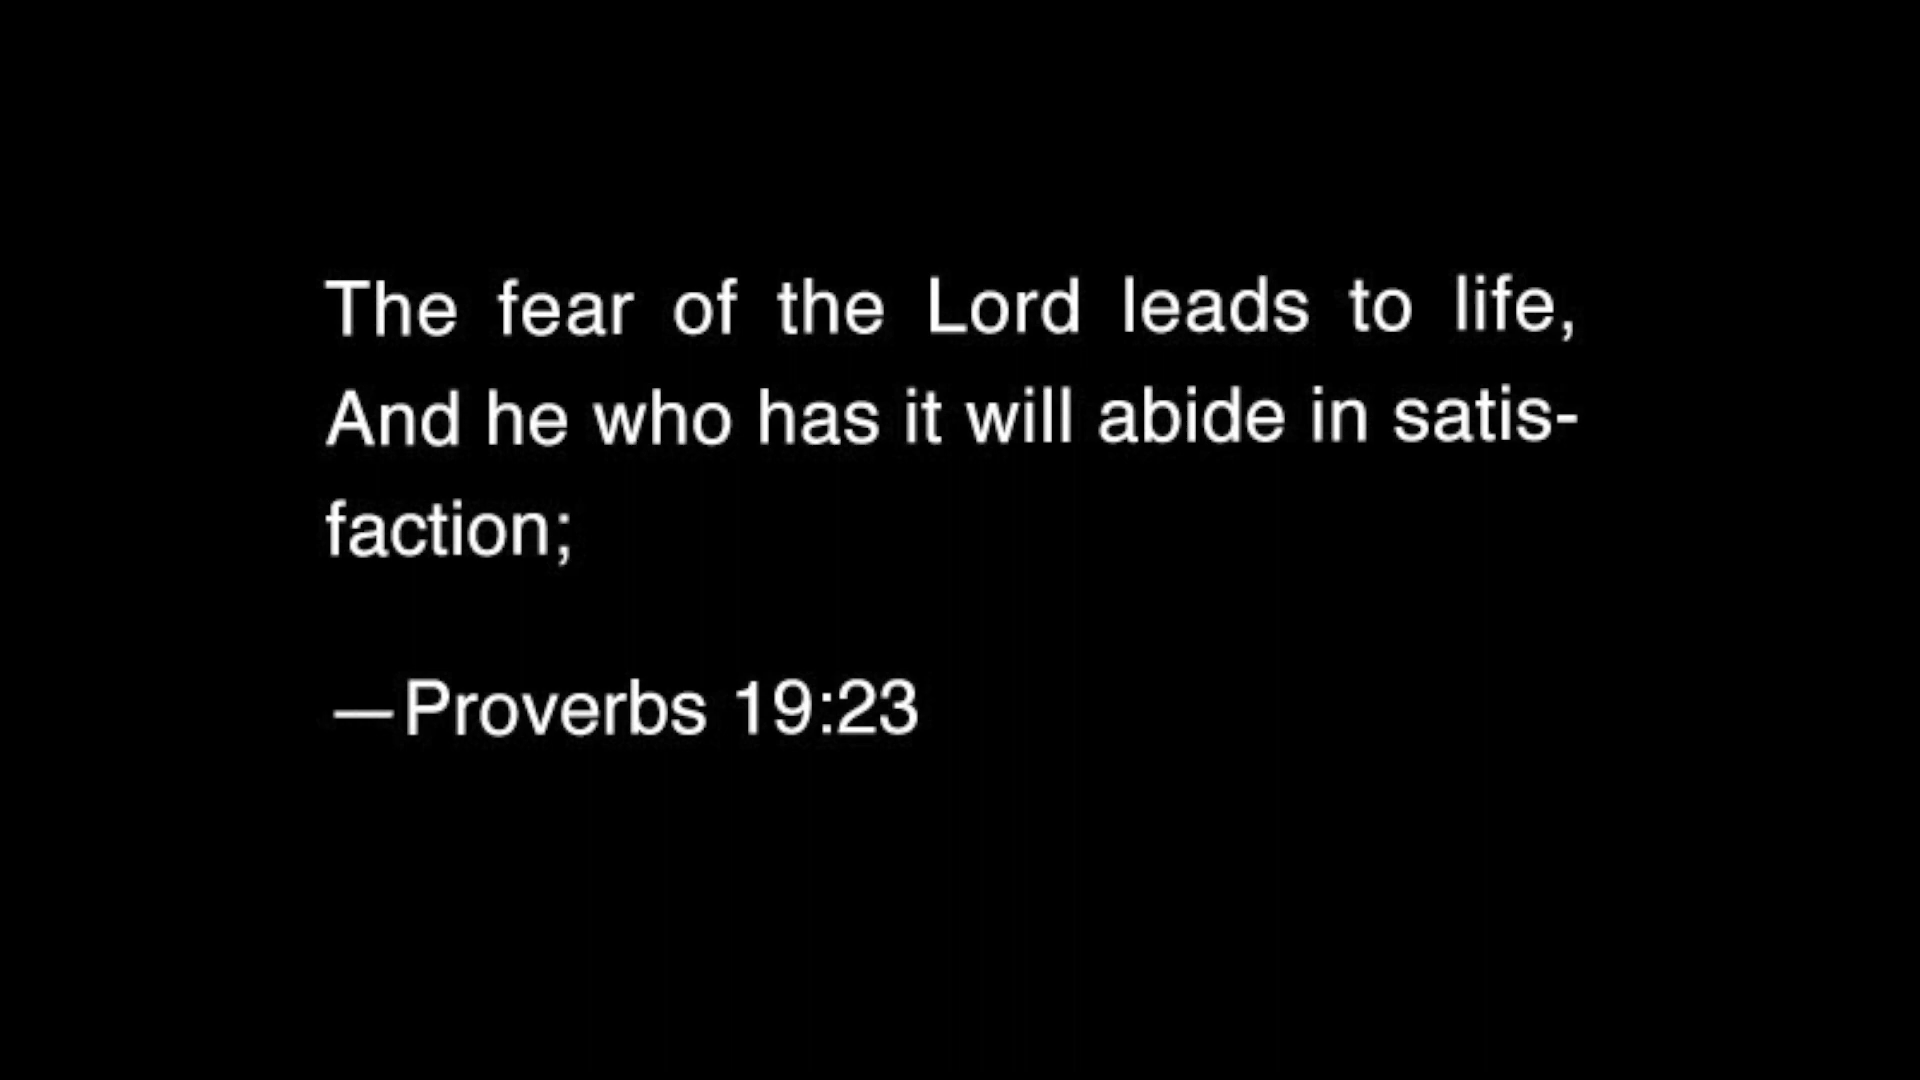 The fear of the Lord leads to life,
And he who has it will abide in satis-
faction;
—Proverbs 19:23